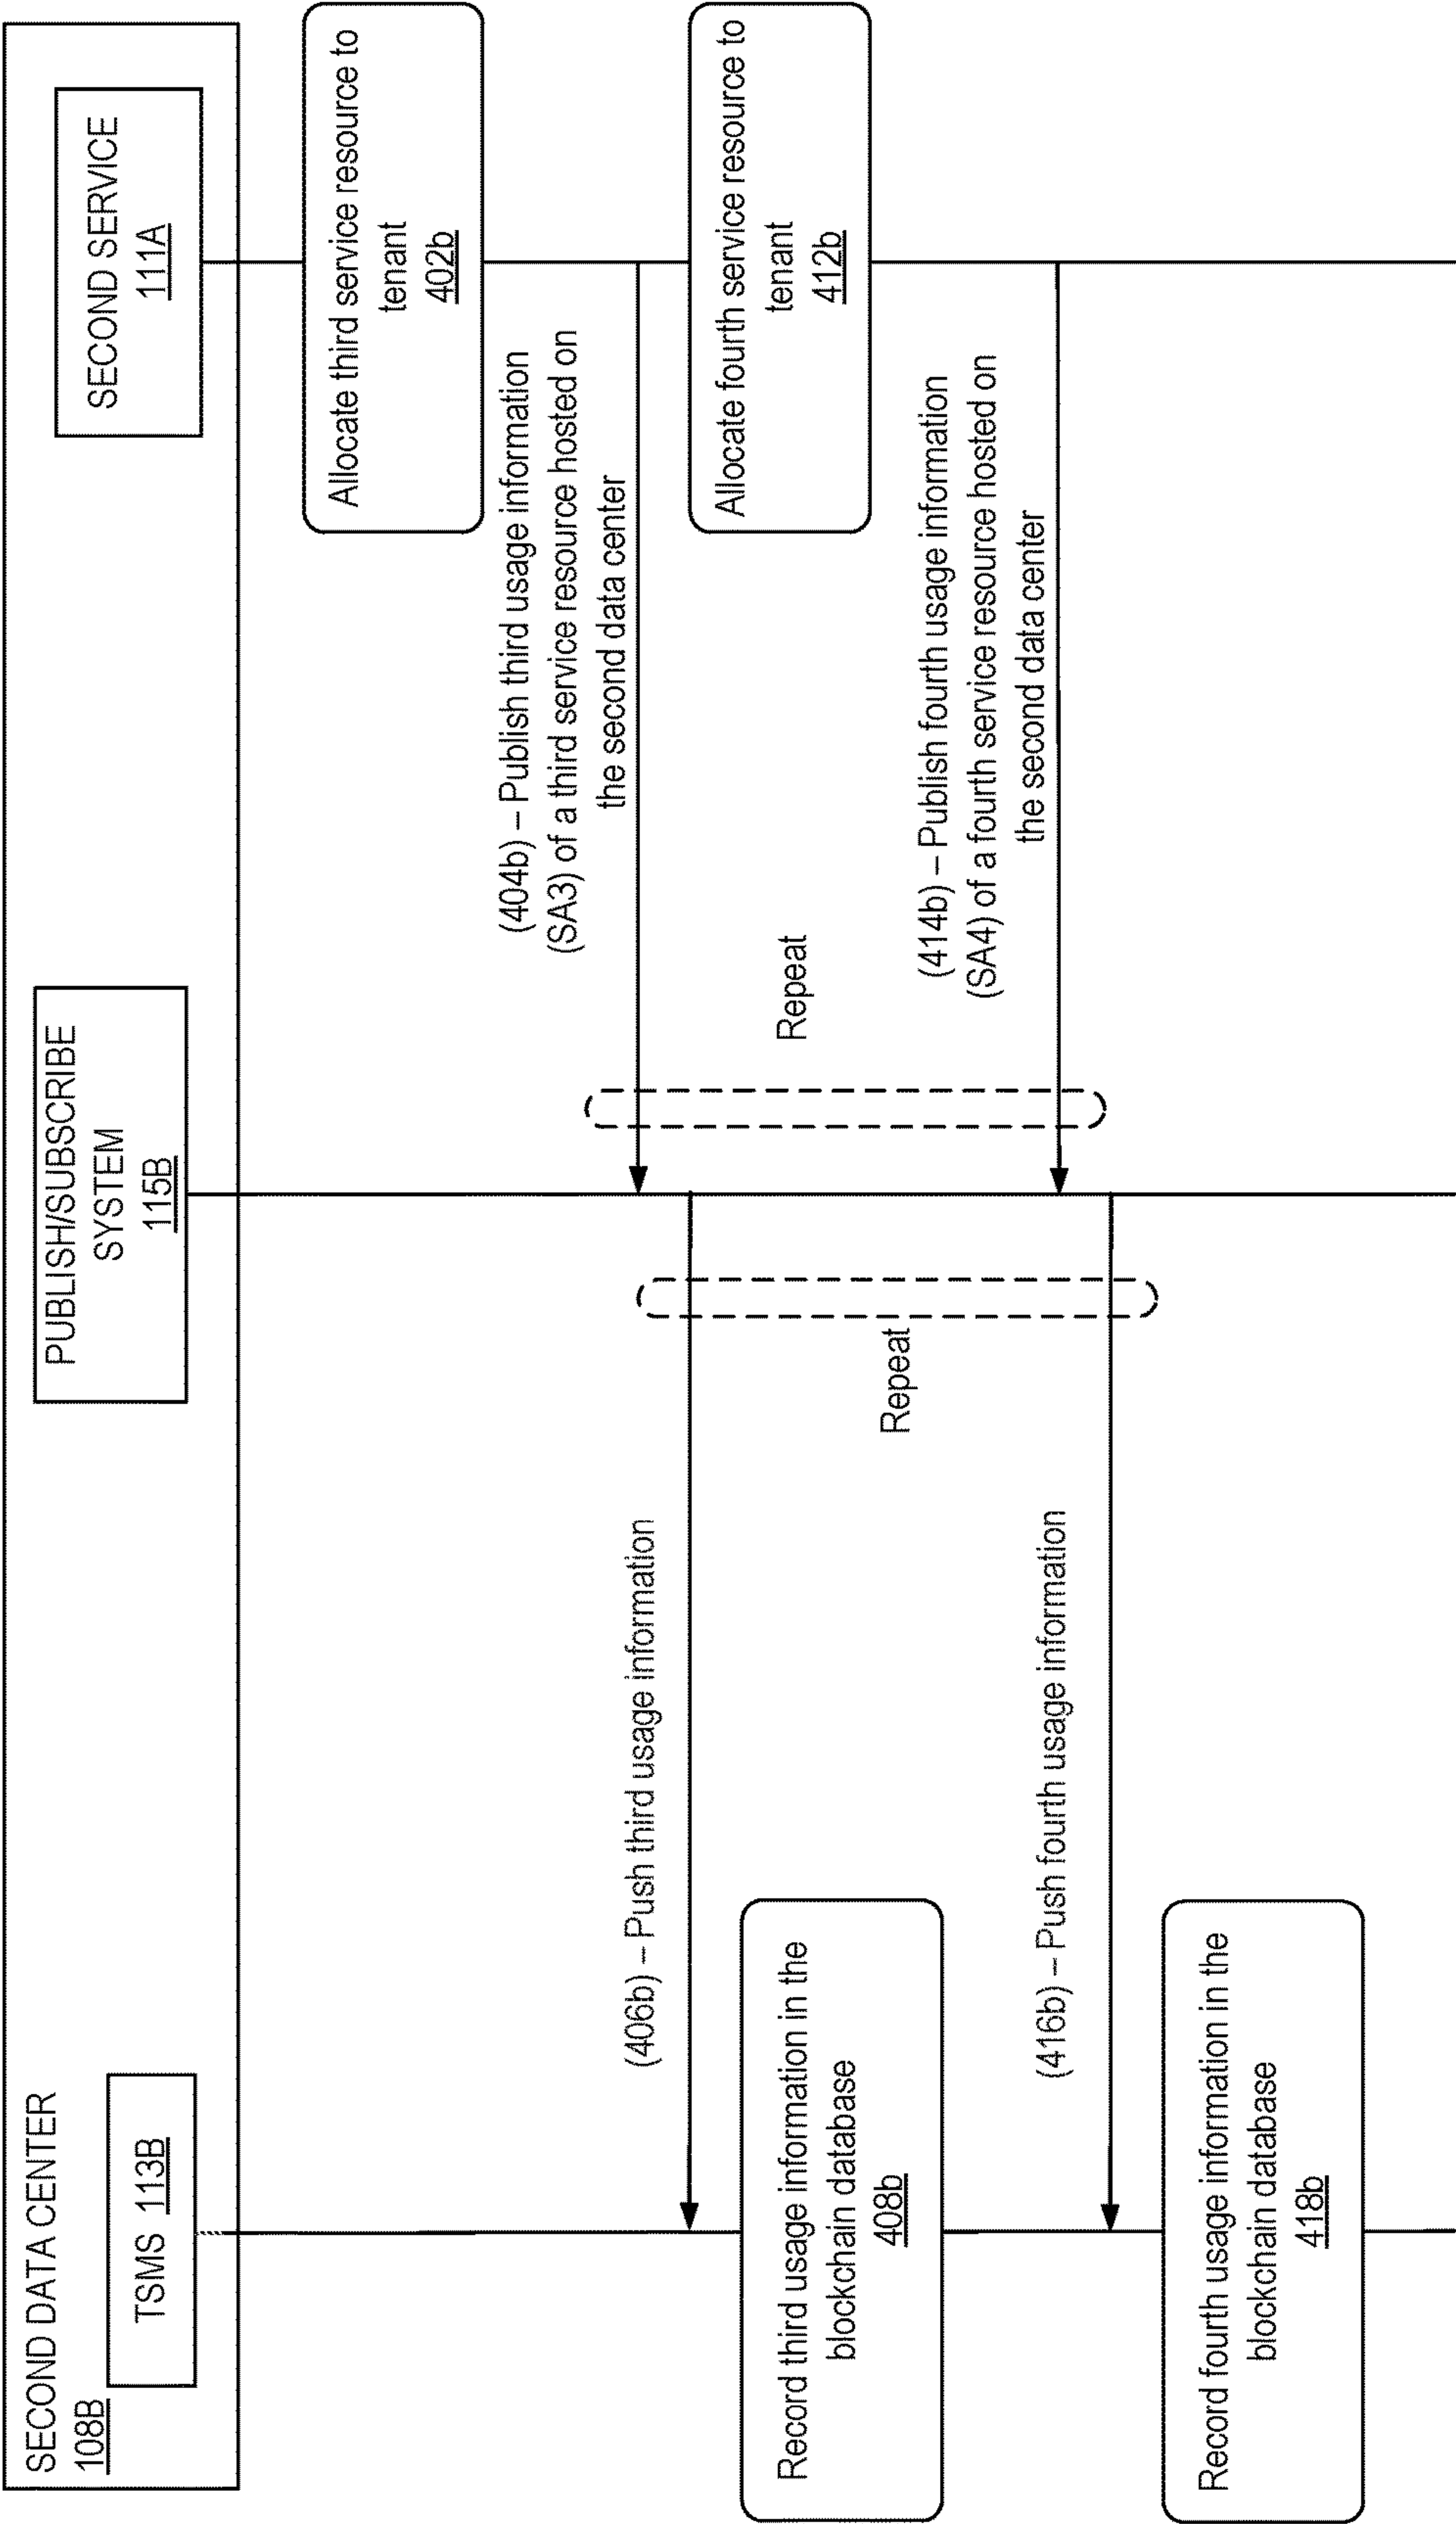 SECOND DATA CENTER
108B
TSMS 113B
PUBLISH/SUBSCRIBE
SYSTEM
115B
SECOND SERVICE
111A
Allocate third service resource to
tenant
402b
(404b) – Publish third usage information
(SA3) of a third service resource hosted on
the second data center
(406b) – Push third usage information
Allocate fourth service resource to
tenant
412b
Repeat
Record third usage information in the
blockchain database
408b
Repeat
(414b) – Publish fourth usage information
(SA4) of a fourth service resource hosted on
the second data center
(416b) – Push fourth usage information
Record fourth usage information in the
blockchain database
418b